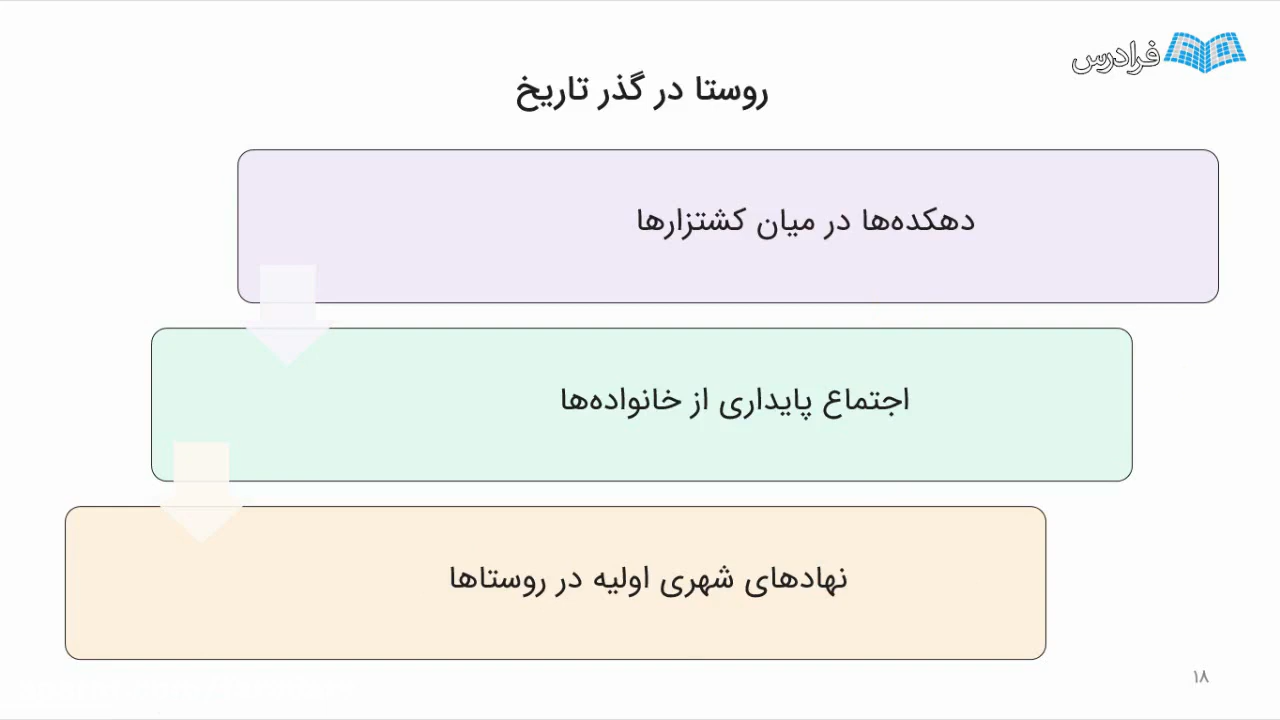 فرادرس
روستا در گذر تاریخ
دهکده‌ها در میان کشتزارها
اجتماع پایداری از خانواده‌ها
نهادهای شهری اولیه در روستاها
۱۸